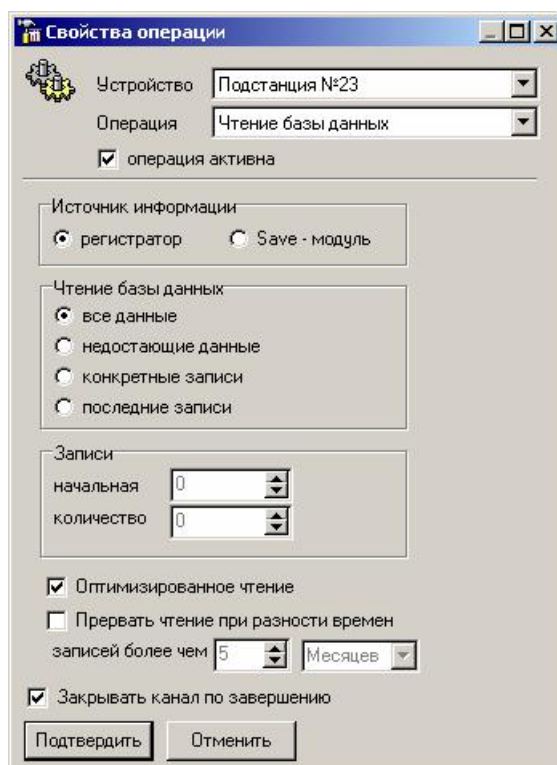 Свойства операции
Устройство Подстанция №23
Операция Чтение базы данных
операция активна
Источник информации
регистратор Save - модуль
Чтение базы данных
все данные
недостающие данные
конкретные записи
последние записи
Записи
начальная 0
количество 0
Оптимизированное чтение
Прервать чтение при разности времен
записей более чем 5 Месяцев
Закрывать канал по завершению
Подтвердить Отменить